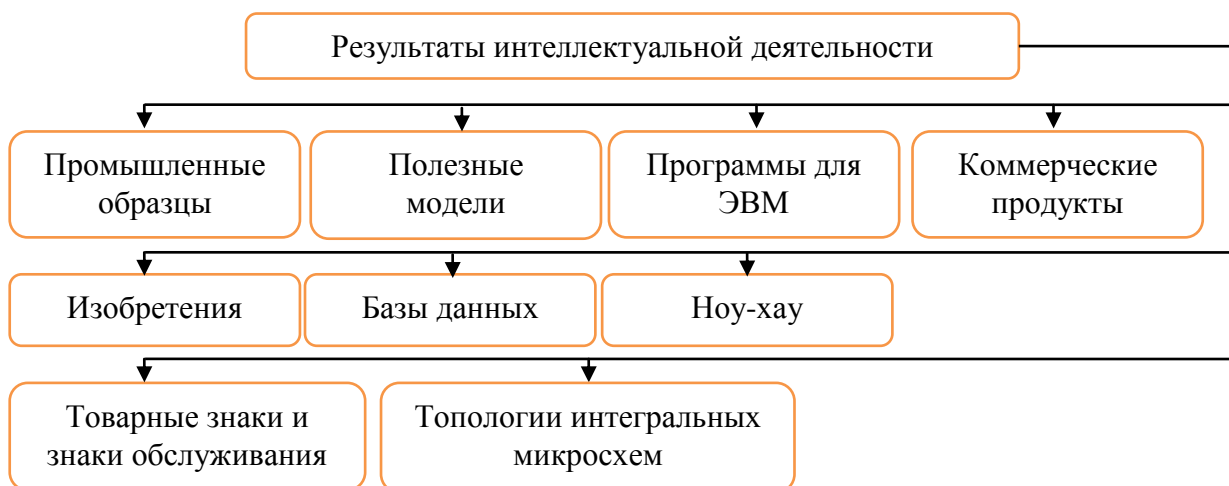 Результаты интеллектуальной деятельности
Промышленные
образцы
Полезные
модели
Программы для
ЭВМ
Коммерческие
продукты
Изобретения
Базы данных
Ноу-хау
Товарные знаки и
знаки обслуживания
Топологии интегральных
микросхем